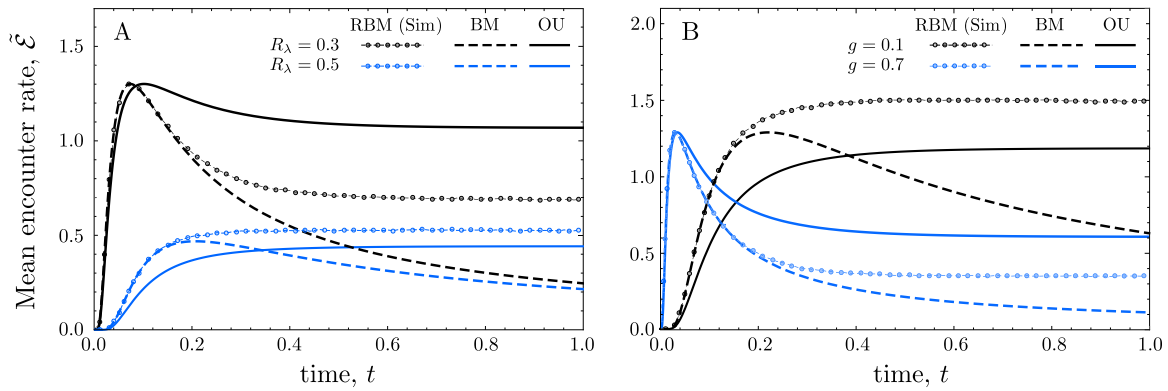 A
RBM (Sim) BM OU
R_λ = 0.3
R_λ = 0.5
Mean encounter rate, Ɛ̃
1.5
1.0
0.5
0.0
0.0 0.2 0.4 0.6 0.8 1.0
time, t
B
RBM (Sim) BM OU
g = 0.1
g = 0.7
2.0
1.5
1.0
0.5
0.0
0.0 0.2 0.4 0.6 0.8 1.0
time, t